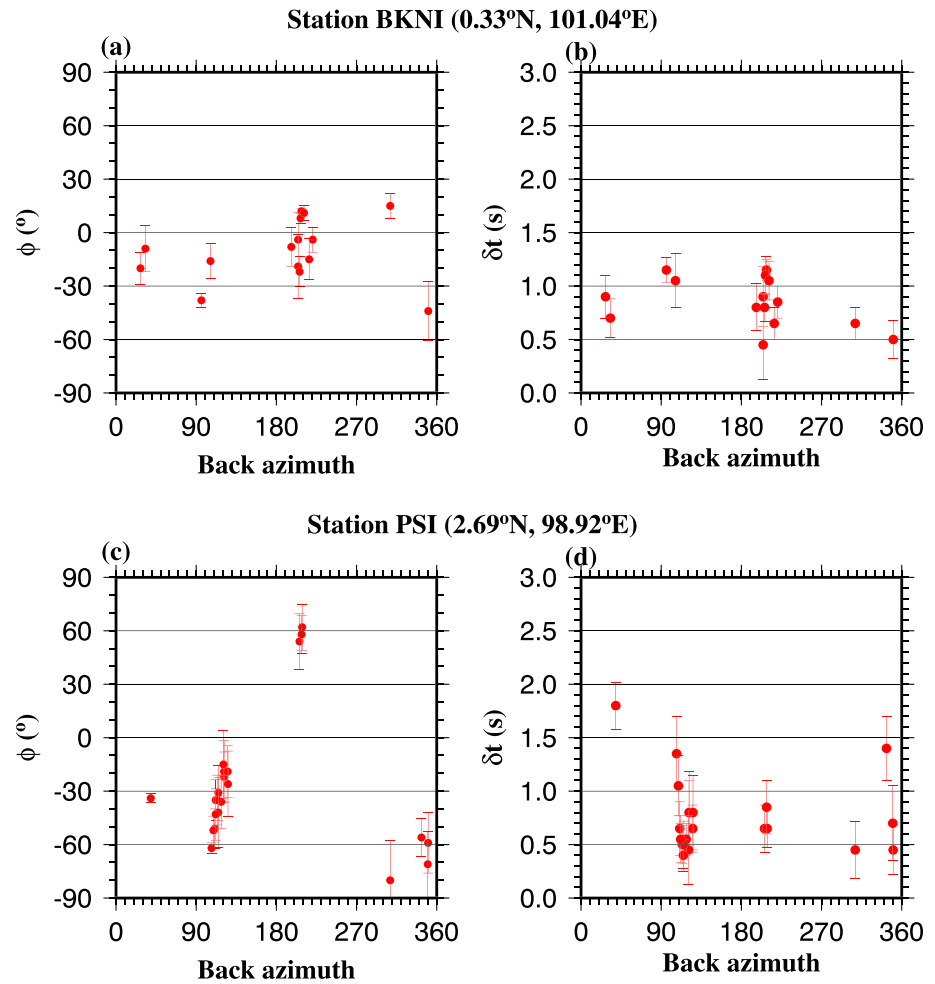 Station BKNI (0.33ºN, 101.04ºE)
(a)
(b)
90
60
30
0
-30
-60
-90
ϕ (º)
0 90 180 270 360
Back azimuth
3.0
2.5
2.0
1.5
1.0
0.5
0.0
δt (s)
0 90 180 270 360
Back azimuth
Station PSI (2.69ºN, 98.92ºE)
(c)
(d)
90
60
30
0
-30
-60
-90
ϕ (º)
0 90 180 270 360
Back azimuth
3.0
2.5
2.0
1.5
1.0
0.5
0.0
δt (s)
0 90 180 270 360
Back azimuth